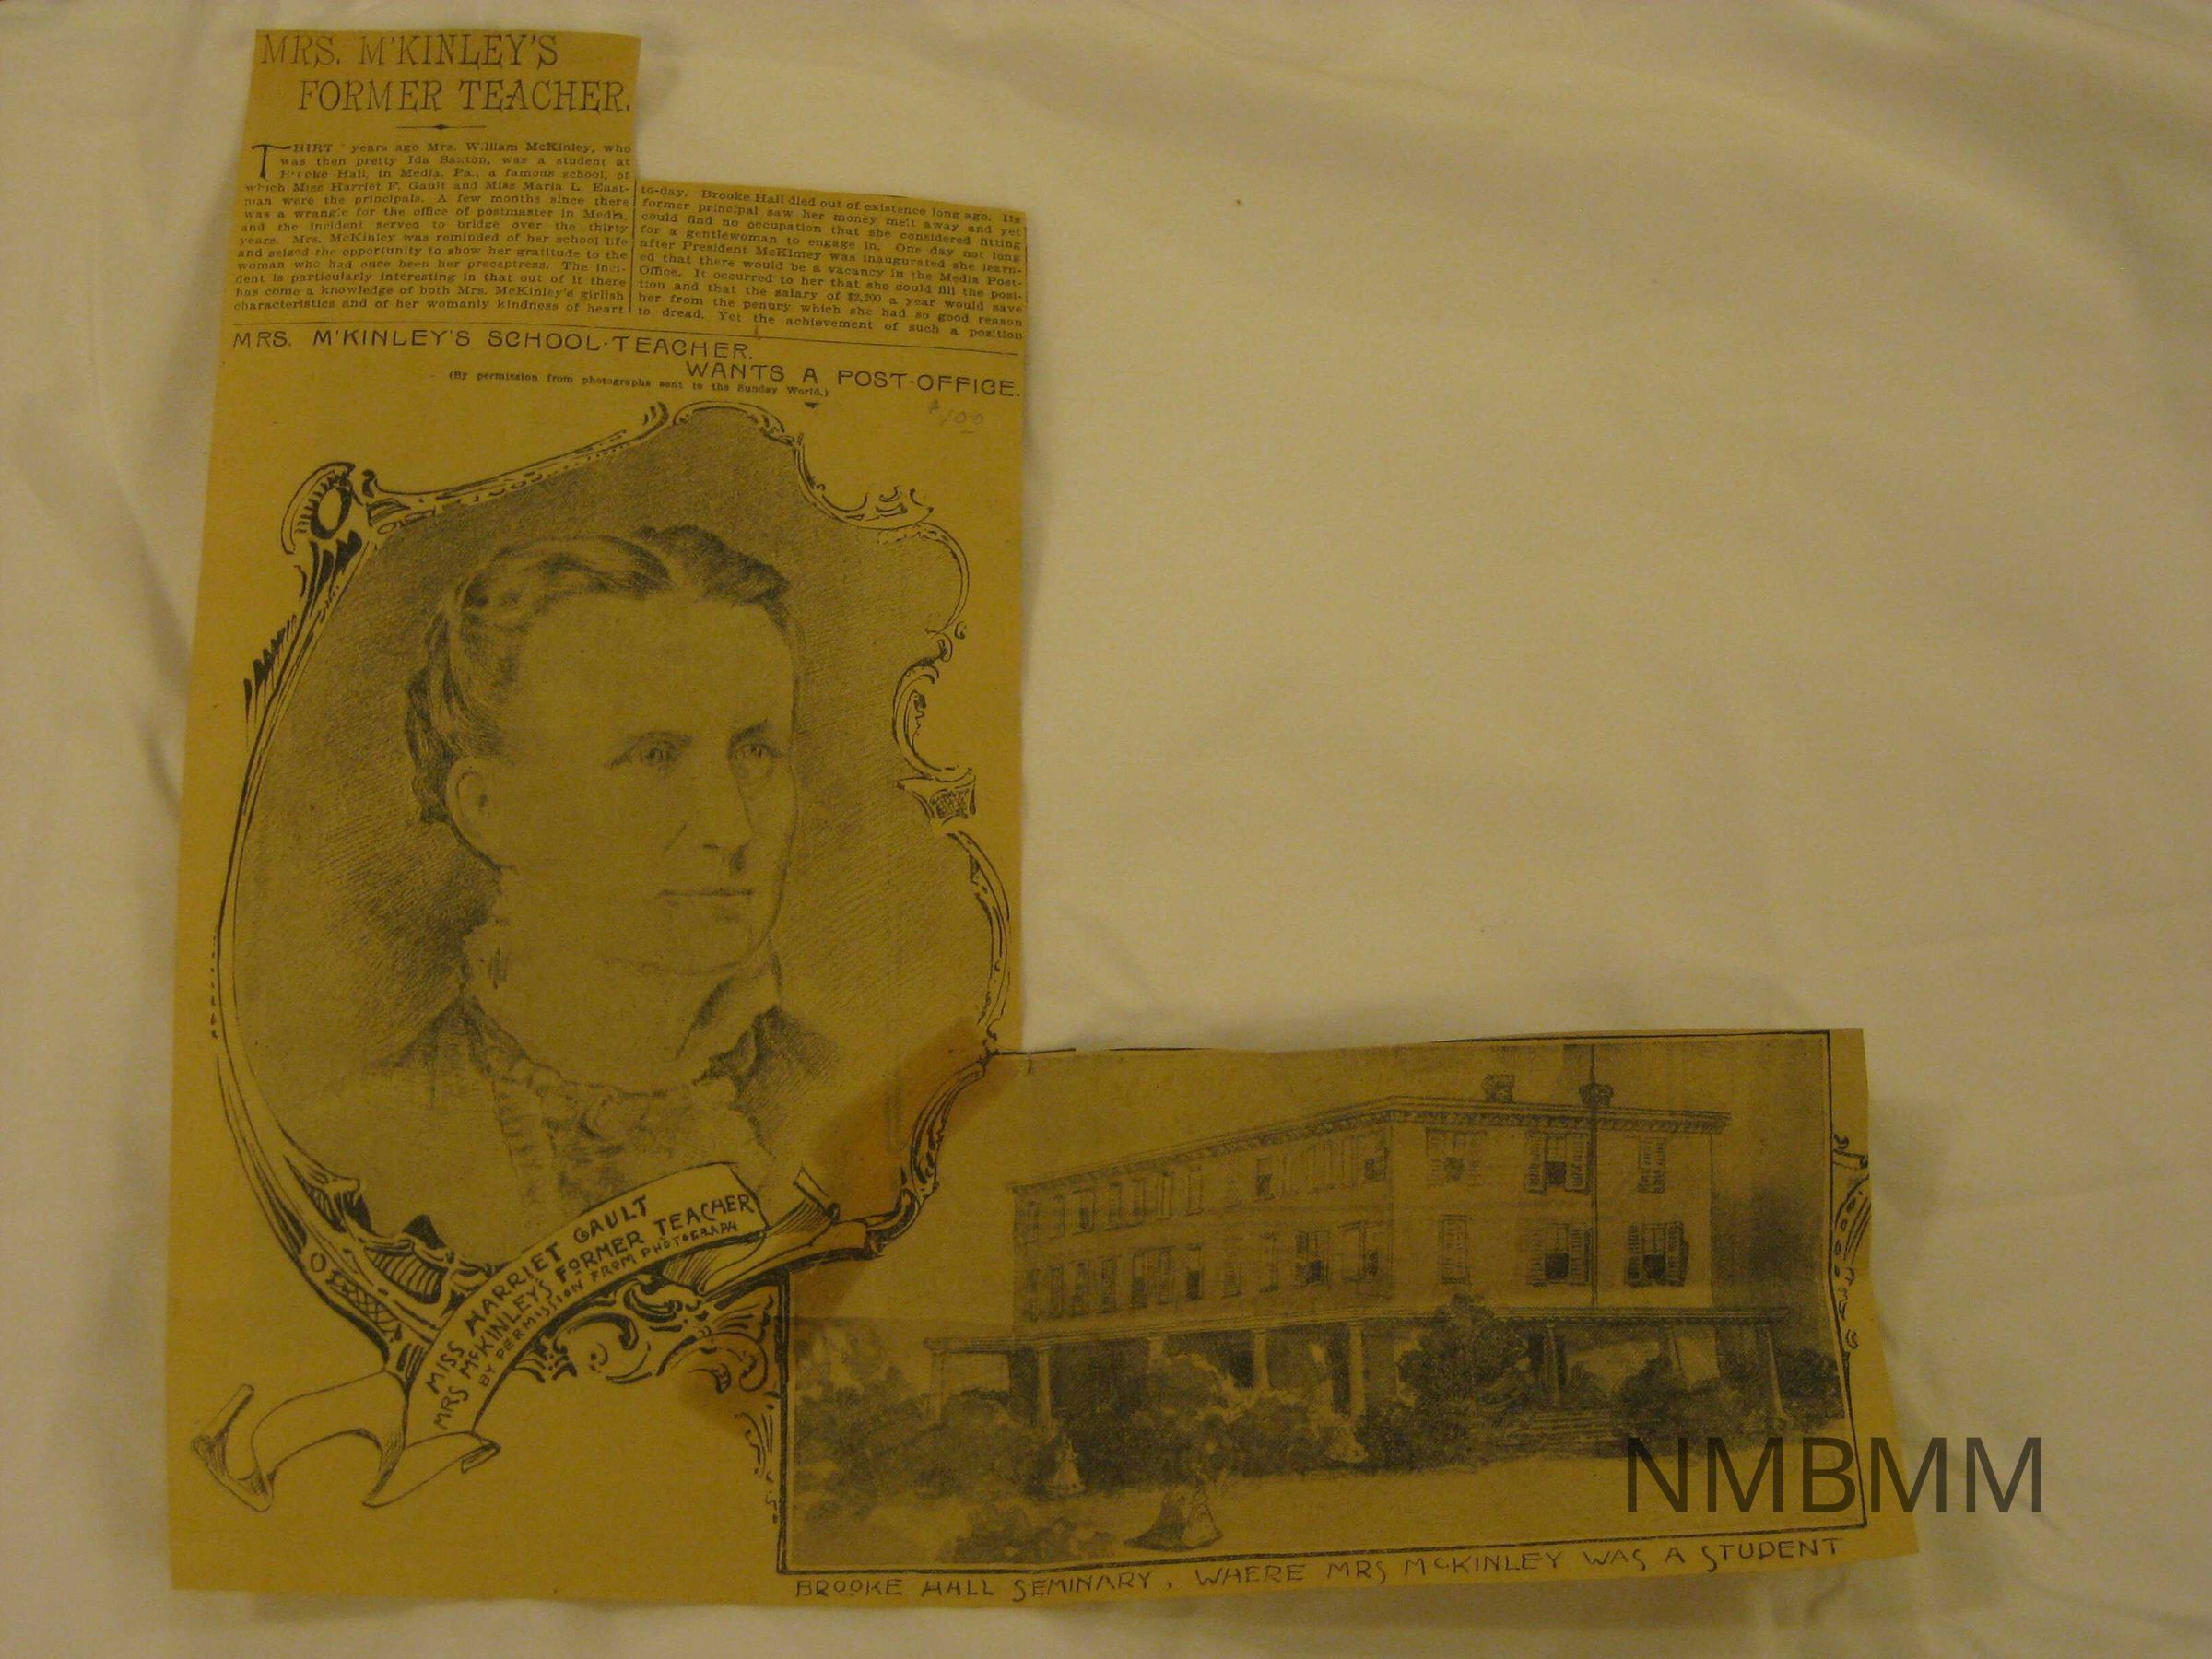 MRS. M'KINLEY'S
FORMER TEACHER.
THIRT years ago Mrs. William McKinley, who
was then pretty Ida Saxton, was a student at
Brooke Hall, in Media, Pa., a famous school, of
which Miss Harriet F. Gault and Miss Maria L. East-
man were the principals. A few months since there
was a wrangle for the office of postmaster in Media,
and the incident served to bridge over the thirty
years. Mrs. McKinley was reminded of her school life
and seized the opportunity to show her gratitude to the
woman who had once been her preceptress. The inci-
dent is particularly interesting in that out of it there
has come a knowledge of both Mrs. McKinley's girlish
characteristics and of her womanly kindness of heart
to-day. Brooke Hall died out of existence long ago. Its
former principal saw her money melt away and yet
could find no occupation that she considered fitting
for a gentlewoman to engage in. One day not long
after President McKinley was inaugurated she learn-
ed that there would be a vacancy in the Media Post-
Office. It occurred to her that she could fill the posi-
tion and that the salary of $2,200 a year would save
her from the penury which she had so good reason
to dread. Yet the achievement of such a position
MRS. M'KINLEY'S SCHOOL-TEACHER.
WANTS A POST-OFFICE.
(By permission from photographs sent to the Sunday World.)
$100
MISS HARRIET GAULT
MRS McKINLEY'S FORMER TEACHER
BY PERMISSION FROM PHOTOGRAPH
BROOKE HALL SEMINARY, WHERE MRS McKINLEY WAS A STUDENT
NMBMM